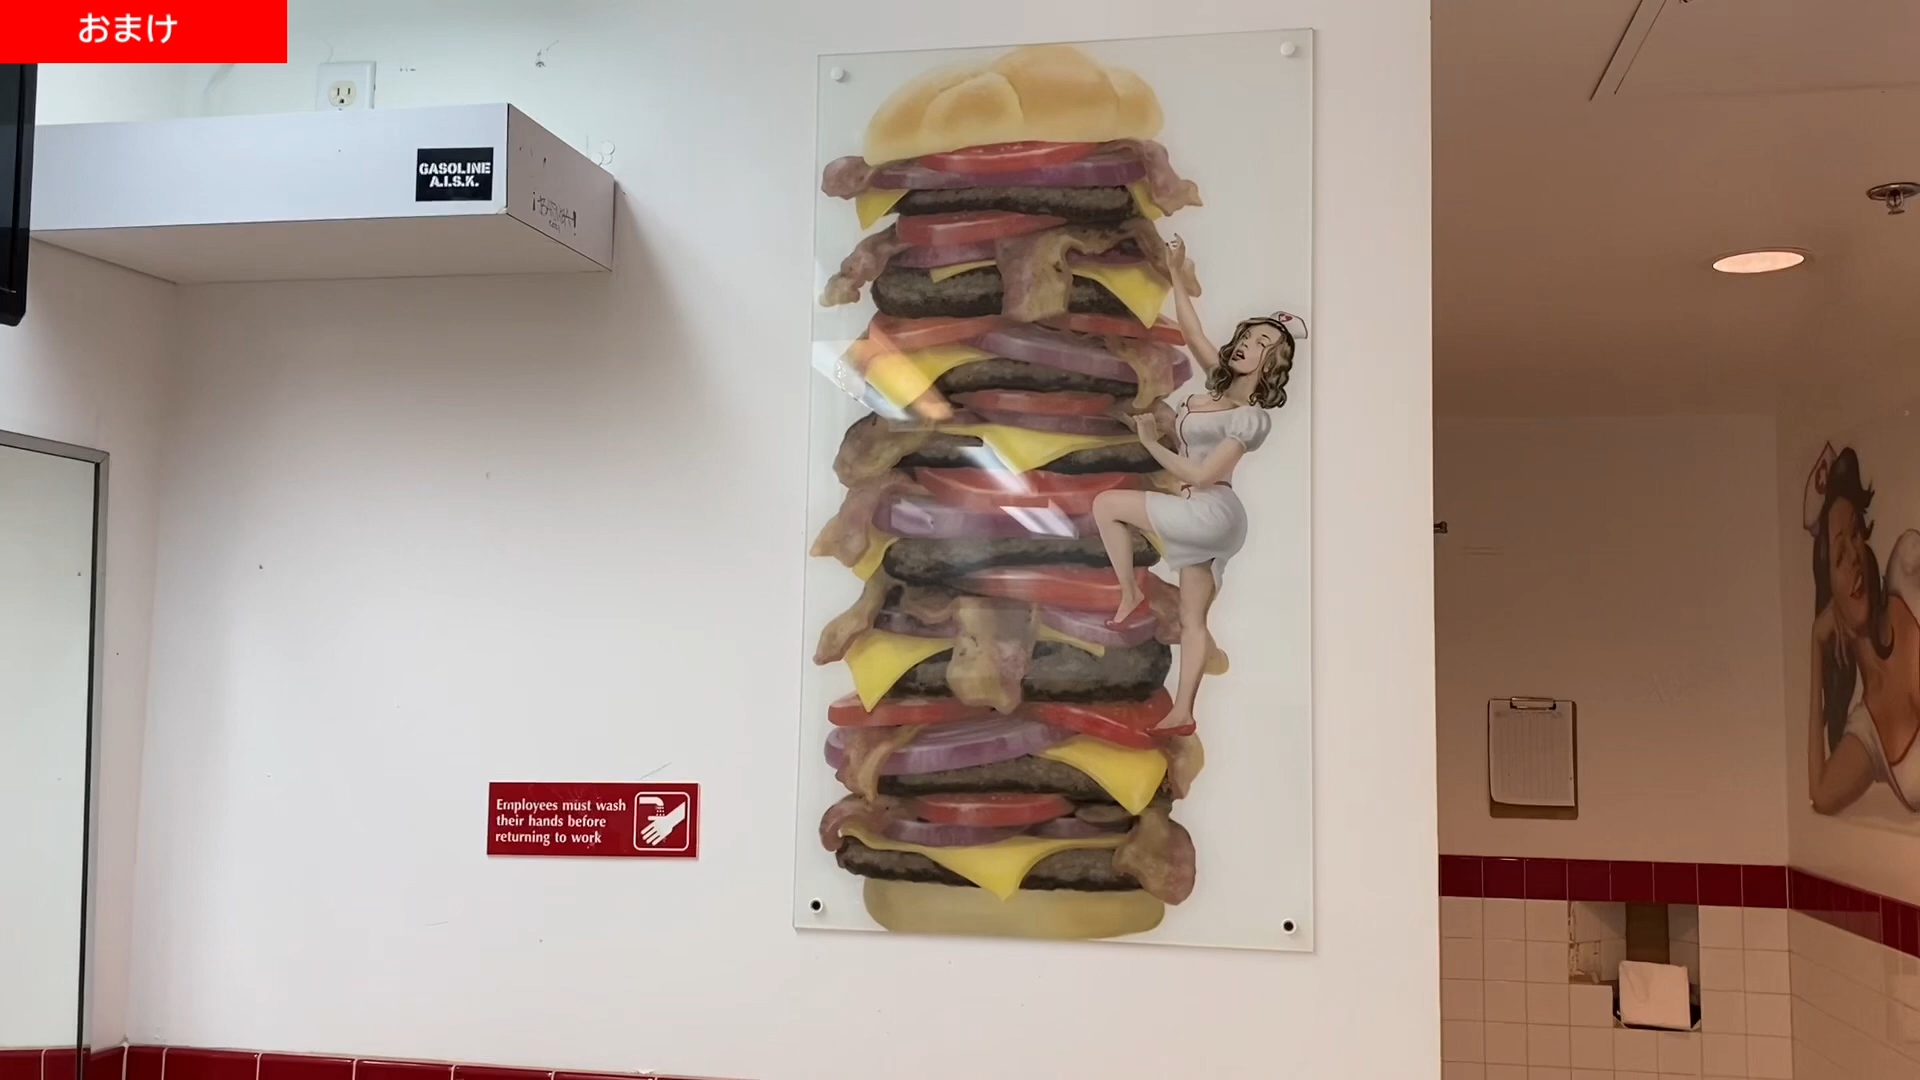 おまけ
GASOLINE
A.I.S.K.
Employees must wash
their hands before
returning to work